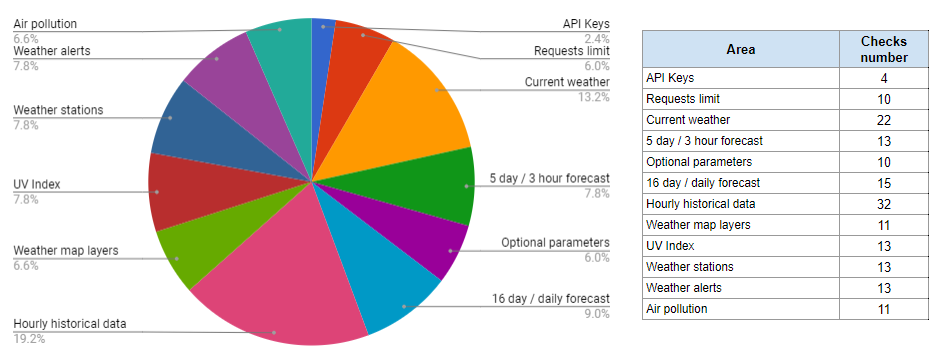 Air pollution
6.6%
Weather alerts
7.8%
Weather stations
7.8%
UV Index
7.8%
Weather map layers
6.6%
Hourly historical data
19.2%
API Keys
2.4%
Requests limit
6.0%
Current weather
13.2%
5 day / 3 hour forecast
7.8%
Optional parameters
6.0%
16 day / daily forecast
9.0%
Area Checks number
API Keys 4
Requests limit 10
Current weather 22
5 day / 3 hour forecast 13
Optional parameters 10
16 day / daily forecast 15
Hourly historical data 32
Weather map layers 11
UV Index 13
Weather stations 13
Weather alerts 13
Air pollution 11